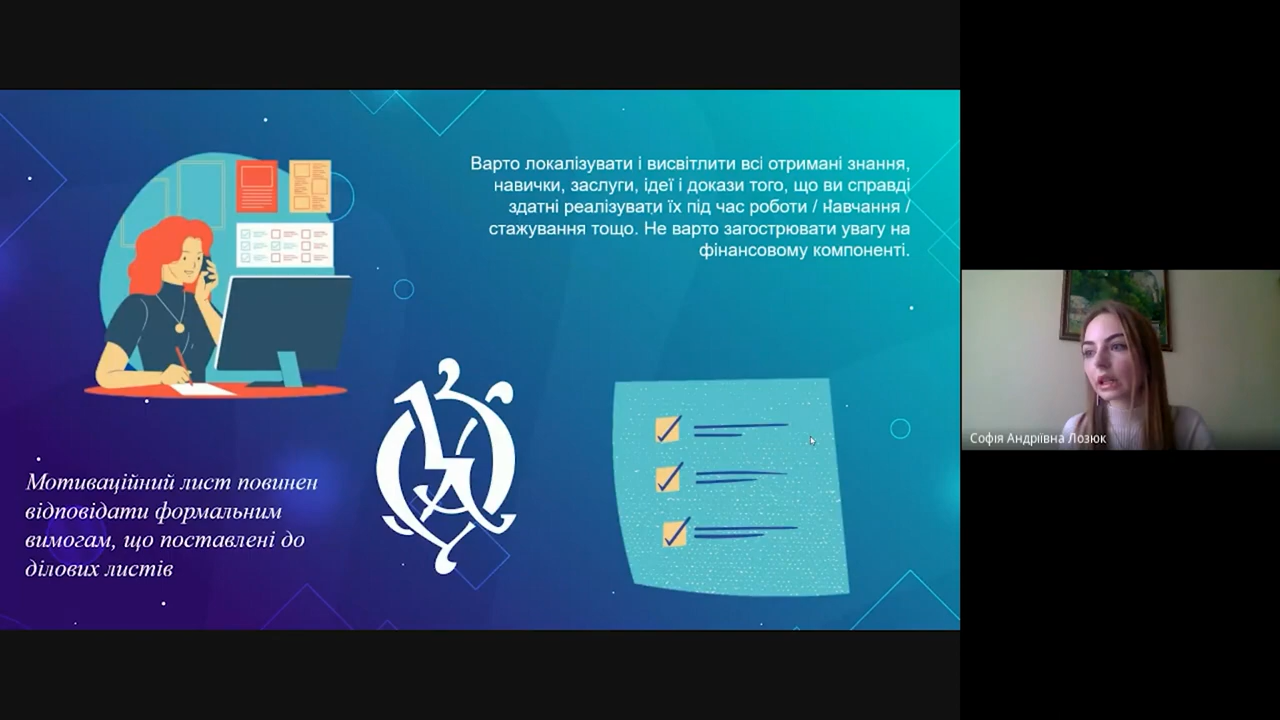 Варто локалізувати і висвітлити всі отримані знання,
навички, заслуги, ідеї і докази того, що ви справді
здатні реалізувати їх під час роботи / навчання /
стажування тощо. Не варто загострювати увагу на
фінансовому компоненті.
Мотиваційний лист повинен
відповідати формальним
вимогам, що поставлені до
ділових листів
Софія Андріївна Лозюк